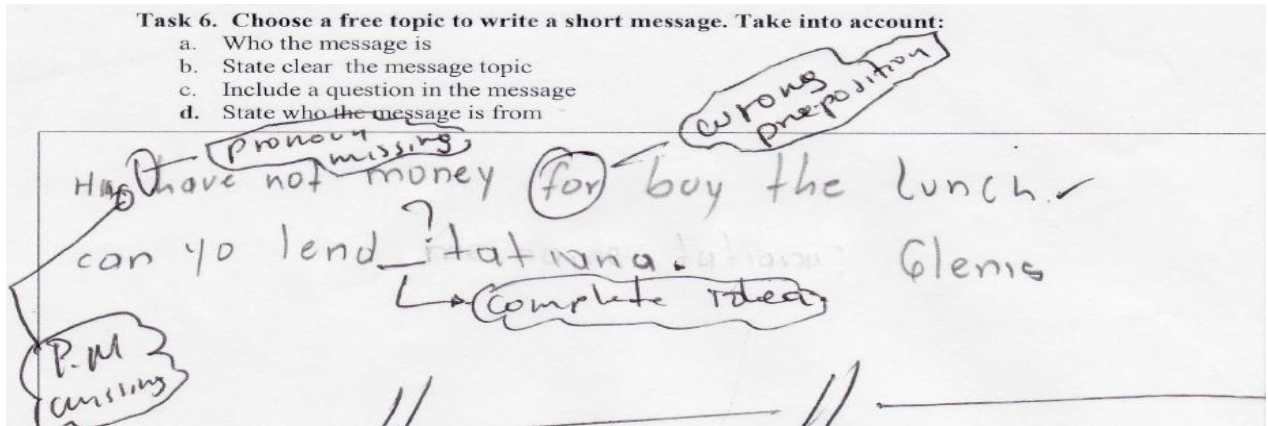 Task 6. Choose a free topic to write a short message. Take into account:
a. Who the message is
b. State clear the message topic
c. Include a question in the message
d. State who the message is from
wrong
preposition
pronoun
missing
have not money for buy the lunch.
?
can yo lend tatiana. Glenis
complete idea
P.M
missing